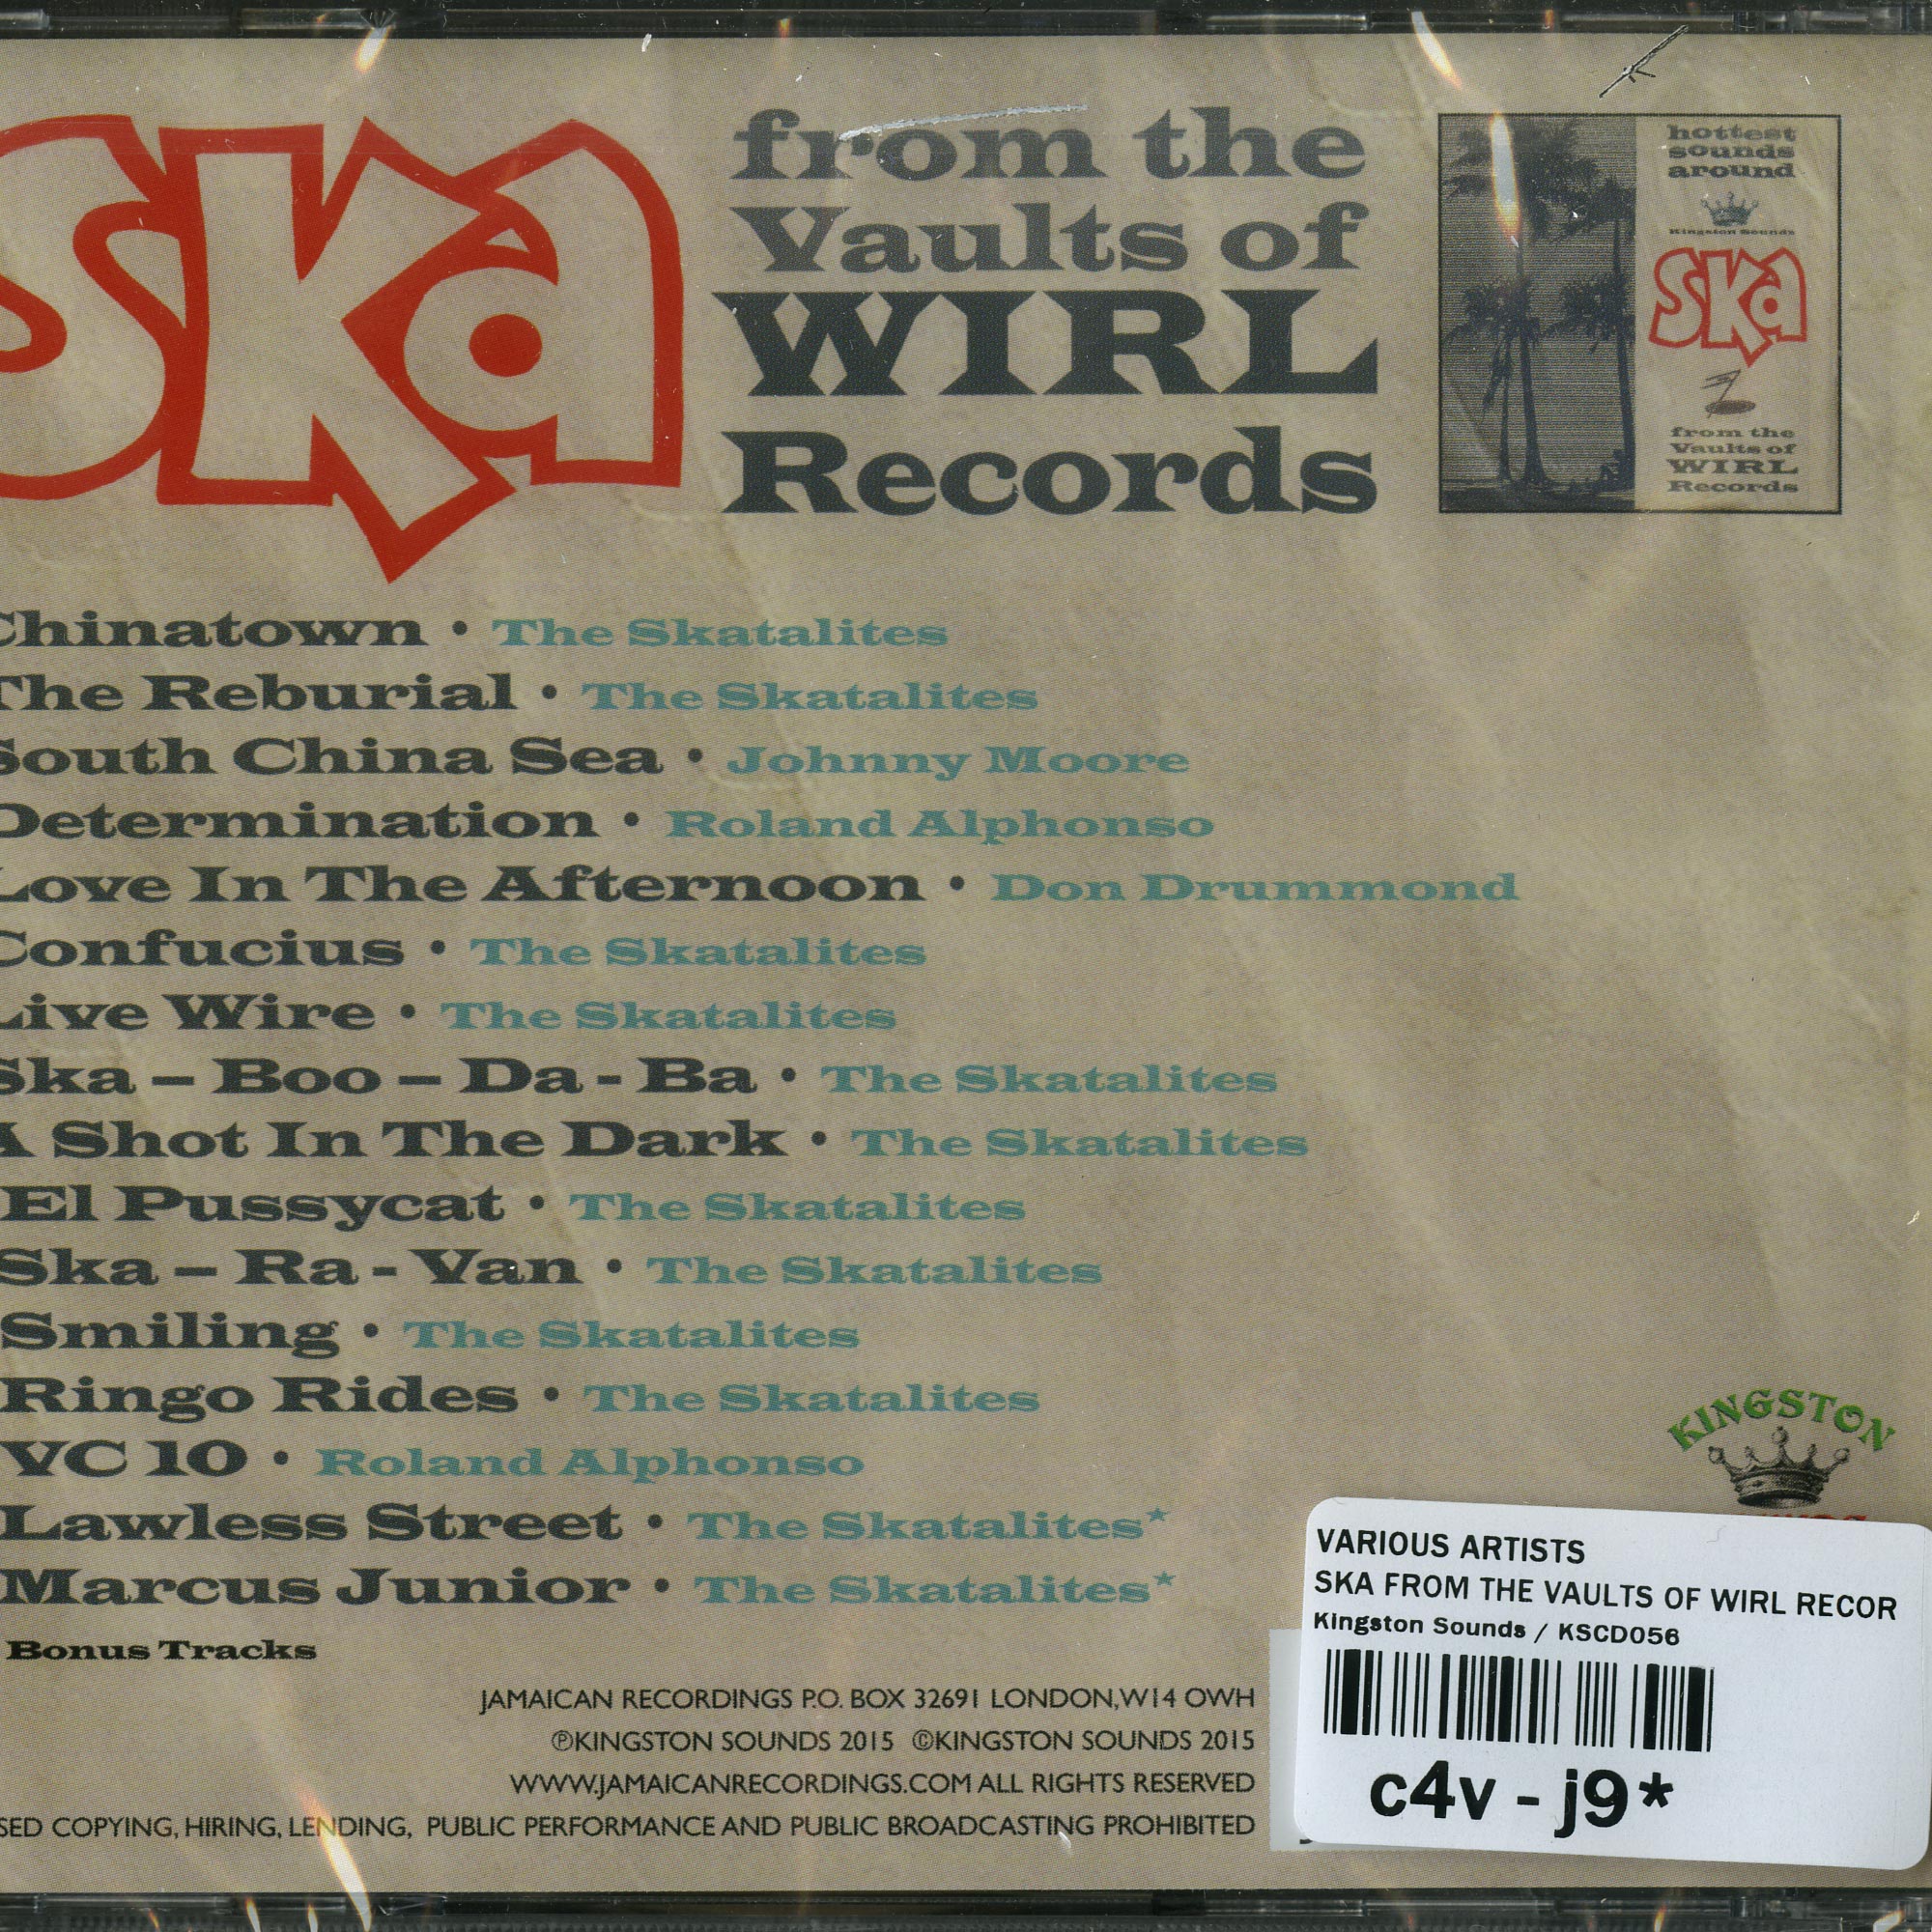 Ska
from the
Vaults of
WIRL
Records
hottest
sounds
around
Kingston Sounds
Ska
from the
Vaults of
WIRL
Records
Chinatown • The Skatalites
The Reburial • The Skatalites
South China Sea • Johnny Moore
Determination • Roland Alphonso
Love In The Afternoon • Don Drummond
Confucius • The Skatalites
Live Wire • The Skatalites
Ska – Boo – Da - Ba • The Skatalites
A Shot In The Dark • The Skatalites
El Pussycat • The Skatalites
Ska – Ra - Van • The Skatalites
Smiling • The Skatalites
Ringo Rides • The Skatalites
VC 10 • Roland Alphonso
Lawless Street • The Skatalites*
Marcus Junior • The Skatalites*
Bonus Tracks
JAMAICAN RECORDINGS P.O. BOX 32691 LONDON, W14 OWH
℗KINGSTON SOUNDS 2015 ©KINGSTON SOUNDS 2015
WWW.JAMAICANRECORDINGS.COM ALL RIGHTS RESERVED
SED COPYING, HIRING, LENDING, PUBLIC PERFORMANCE AND PUBLIC BROADCASTING PROHIBITED
KINGSTON
VARIOUS ARTISTS
SKA FROM THE VAULTS OF WIRL RECOR
Kingston Sounds / KSCD056
c4v - j9*